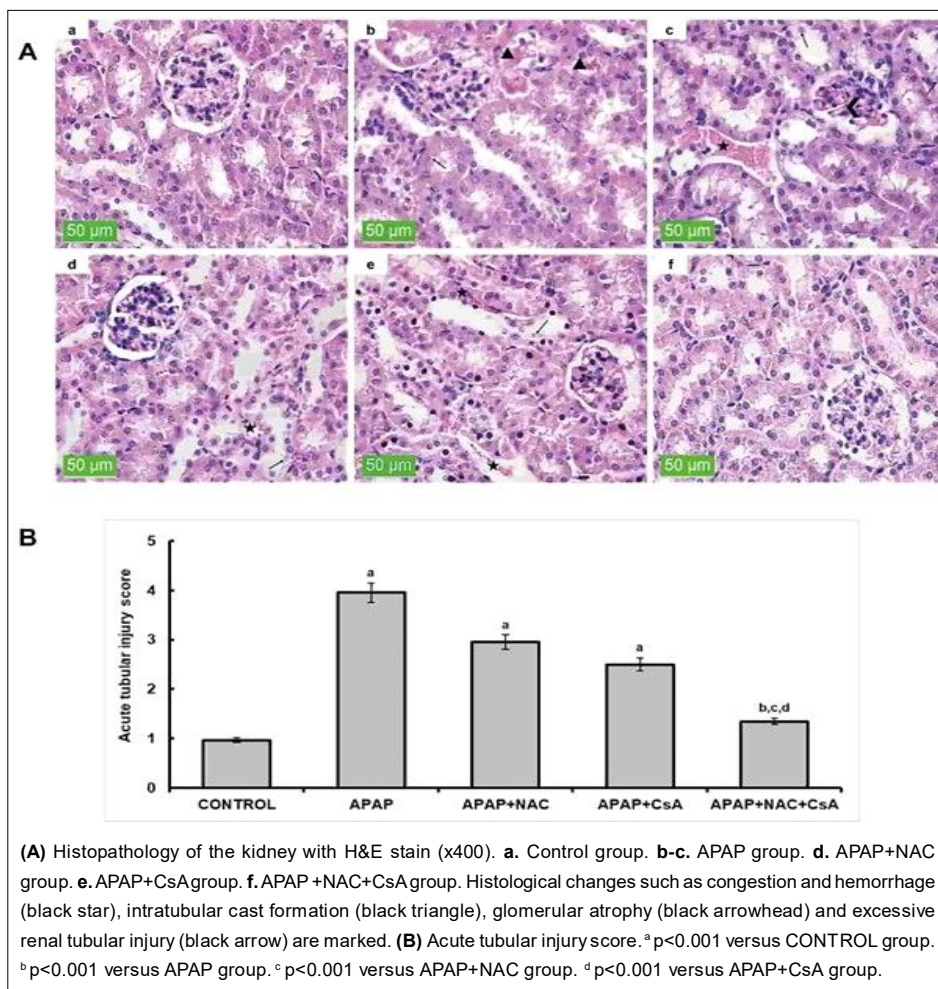 A
a
b
c
50 µm
50 µm
50 µm
d
e
f
50 µm
50 µm
50 µm
B
Acute tubular injury score
5
4
3
2
1
0
a
a
a
b,c,d
CONTROL
APAP
APAP+NAC
APAP+CsA
APAP+NAC+CsA
(A) Histopathology of the kidney with H&E stain (x400). a. Control group. b-c. APAP group. d. APAP+NAC
group. e. APAP+CsA group. f. APAP +NAC+CsA group. Histological changes such as congestion and hemorrhage
(black star), intratubular cast formation (black triangle), glomerular atrophy (black arrowhead) and excessive
renal tubular injury (black arrow) are marked. (B) Acute tubular injury score. a p<0.001 versus CONTROL group.
b p<0.001 versus APAP group. c p<0.001 versus APAP+NAC group. d p<0.001 versus APAP+CsA group.